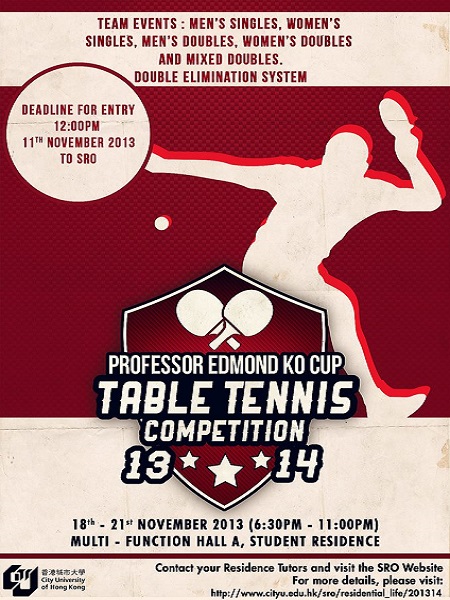 TEAM EVENTS : MEN'S SINGLES, WOMEN'S
SINGLES, MEN'S DOUBLES, WOMEN'S DOUBLES
AND MIXED DOUBLES.
DOUBLE ELIMINATION SYSTEM
DEADLINE FOR ENTRY
12:00PM
11TH NOVEMBER 2013
TO SRO
PROFESSOR EDMOND KO CUP
TABLE TENNIS
COMPETITION
13 14
18th - 21st NOVEMBER 2013 (6:30PM - 11:00PM)
MULTI - FUNCTION HALL A, STUDENT RESIDENCE
香港城市大學
City University
of Hong Kong
Contact your Residence Tutors and visit the SRO Website
For more details, please visit:
http://www.cityu.edu.hk/sro/residential_life/201314